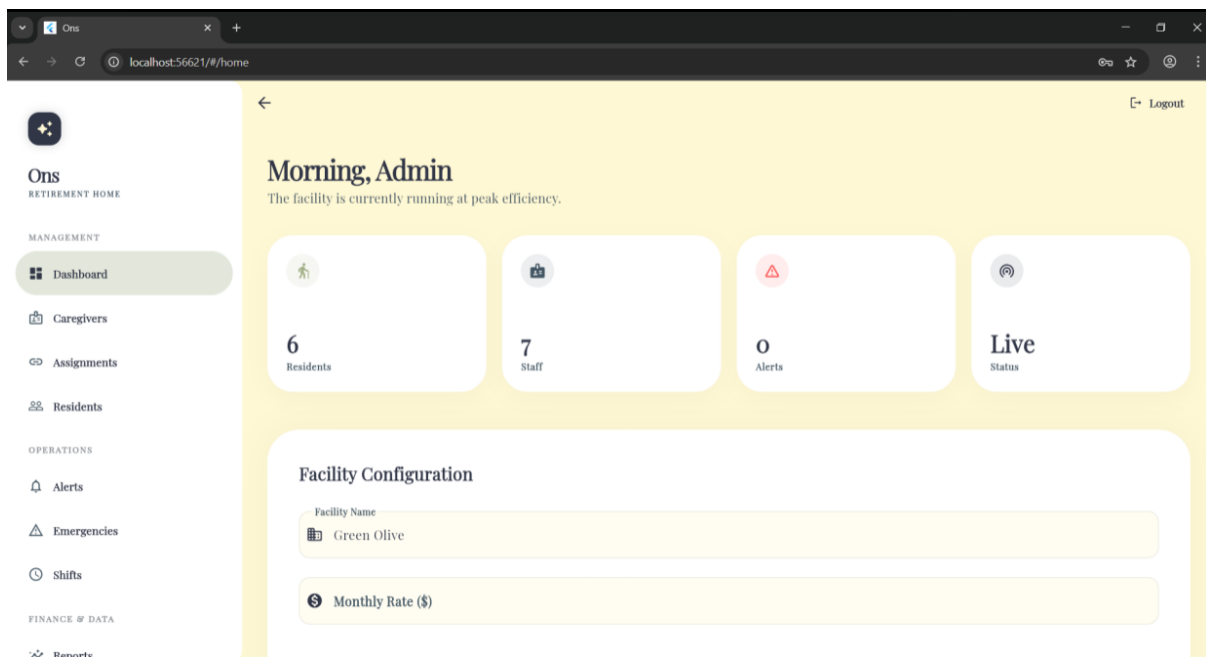 Ons
localhost:56621/#/home
Ons
RETIREMENT HOME
MANAGEMENT
Dashboard
Caregivers
Assignments
Residents
OPERATIONS
Alerts
Emergencies
Shifts
FINANCE & DATA
Reports
Logout
Morning, Admin
The facility is currently running at peak efficiency.
6
Residents
7
Staff
0
Alerts
Live
Status
Facility Configuration
Facility Name
Green Olive
Monthly Rate ($)